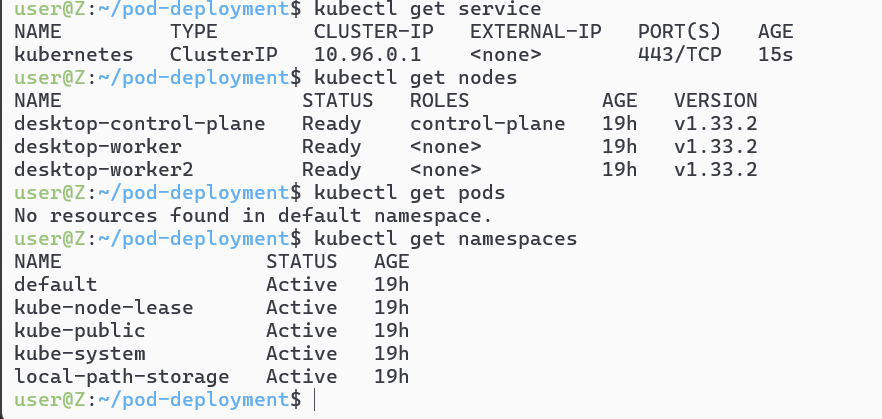 user@Z:~/pod-deployment$ kubectl get service
NAME         TYPE        CLUSTER-IP   EXTERNAL-IP   PORT(S)   AGE
kubernetes   ClusterIP   10.96.0.1    <none>        443/TCP   15s
user@Z:~/pod-deployment$ kubectl get nodes
NAME                    STATUS   ROLES           AGE   VERSION
desktop-control-plane   Ready    control-plane   19h   v1.33.2
desktop-worker          Ready    <none>          19h   v1.33.2
desktop-worker2         Ready    <none>          19h   v1.33.2
user@Z:~/pod-deployment$ kubectl get pods
No resources found in default namespace.
user@Z:~/pod-deployment$ kubectl get namespaces
NAME                 STATUS   AGE
default              Active   19h
kube-node-lease      Active   19h
kube-public          Active   19h
kube-system          Active   19h
local-path-storage   Active   19h
user@Z:~/pod-deployment$